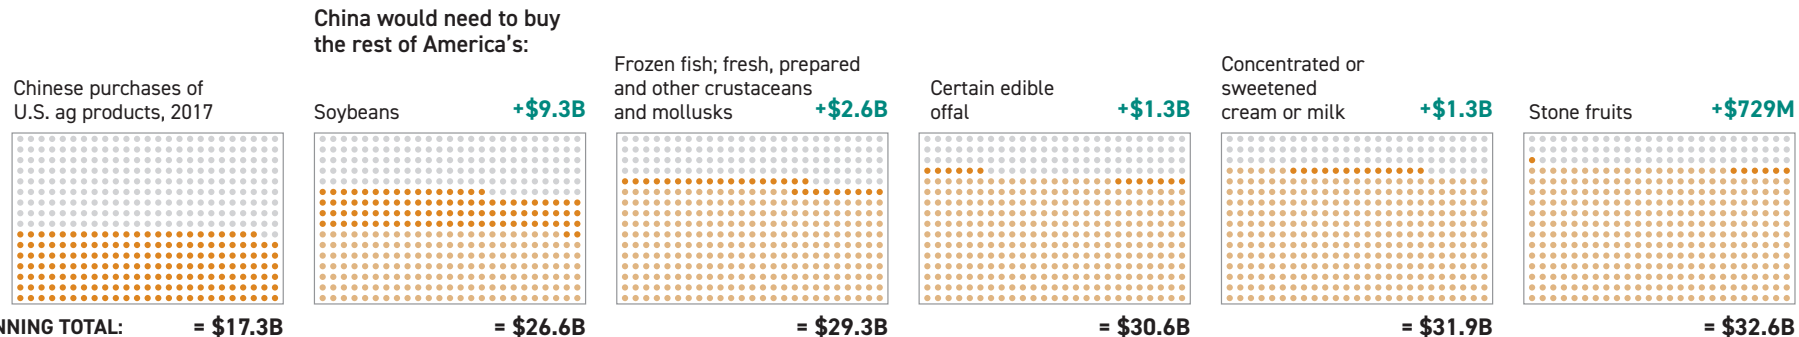 China would need to buy
the rest of America's:
Chinese purchases of
U.S. ag products, 2017
Soybeans
+$9.3B
Frozen fish; fresh, prepared
and other crustaceans
and mollusks
+$2.6B
Certain edible
offal
+$1.3B
Concentrated or
sweetened
cream or milk
+$1.3B
Stone fruits
+$729M
NNING TOTAL:
= $17.3B
= $26.6B
= $29.3B
= $30.6B
= $31.9B
= $32.6B